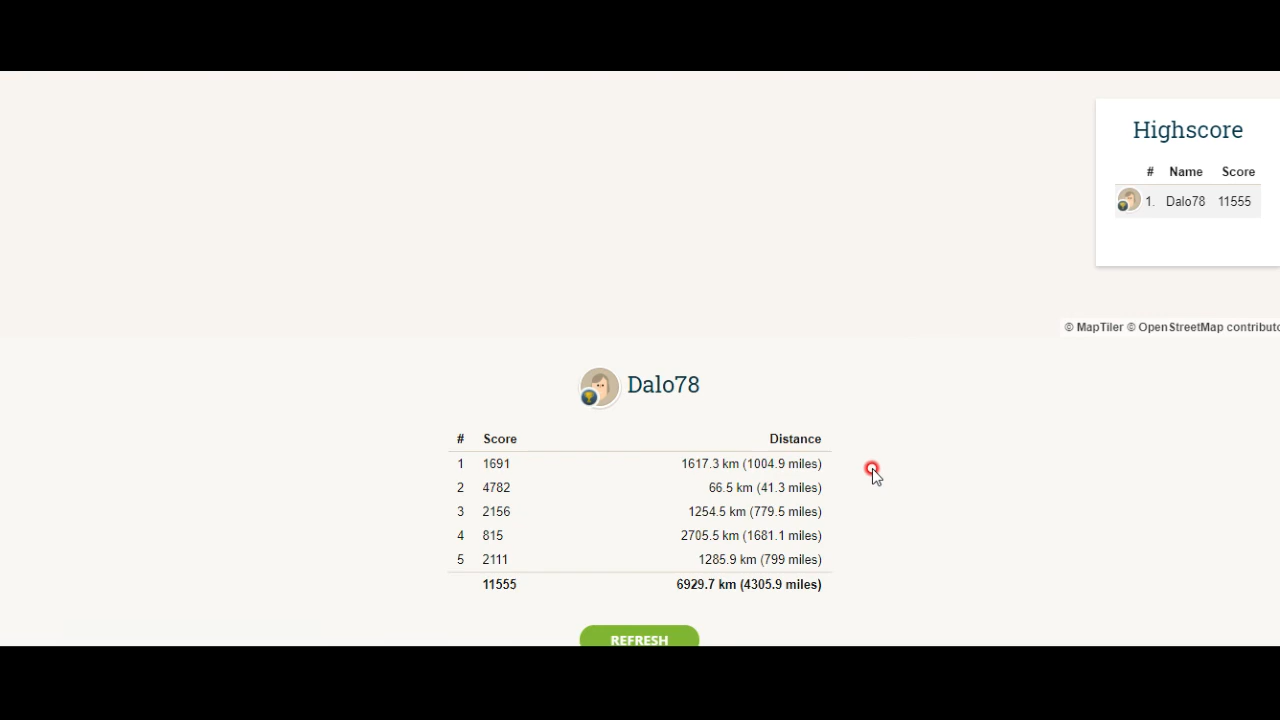 Highscore
# Name Score
1. Dalo78 11555
© MapTiler © OpenStreetMap
Dalo78
# Score Distance
1 1691 1617.3 km (1004.9 miles)
2 4782 66.5 km (41.3 miles)
3 2156 1254.5 km (779.5 miles)
4 815 2705.5 km (1681.1 miles)
5 2111 1285.9 km (799 miles)
11555 6929.7 km (4305.9 miles)
REFRESH